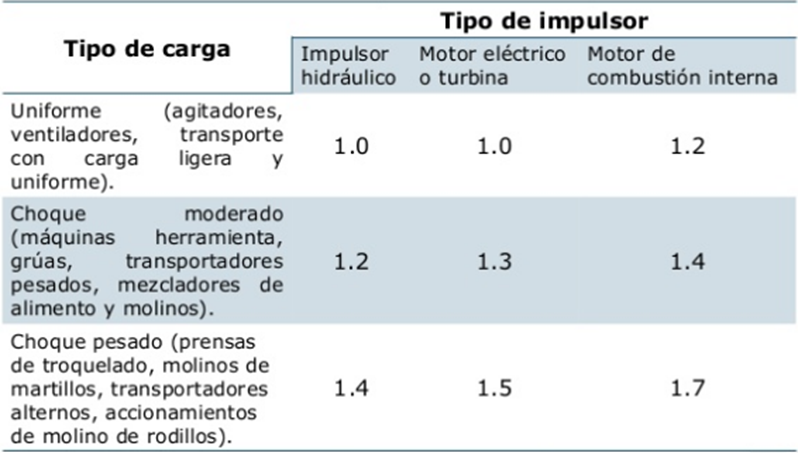 Tipo de impulsor
Tipo de carga
Impulsor hidráulico
Motor eléctrico o turbina
Motor de combustión interna
Uniforme (agitadores,
ventiladores, transporte
con carga ligera y
uniforme).
1.0 1.0 1.2
Choque moderado
(máquinas herramienta,
grúas, transportadores
pesados, mezcladores de
alimento y molinos).
1.2 1.3 1.4
Choque pesado (prensas
de troquelado, molinos de
martillos, transportadores
alternos, accionamientos
de molino de rodillos).
1.4 1.5 1.7